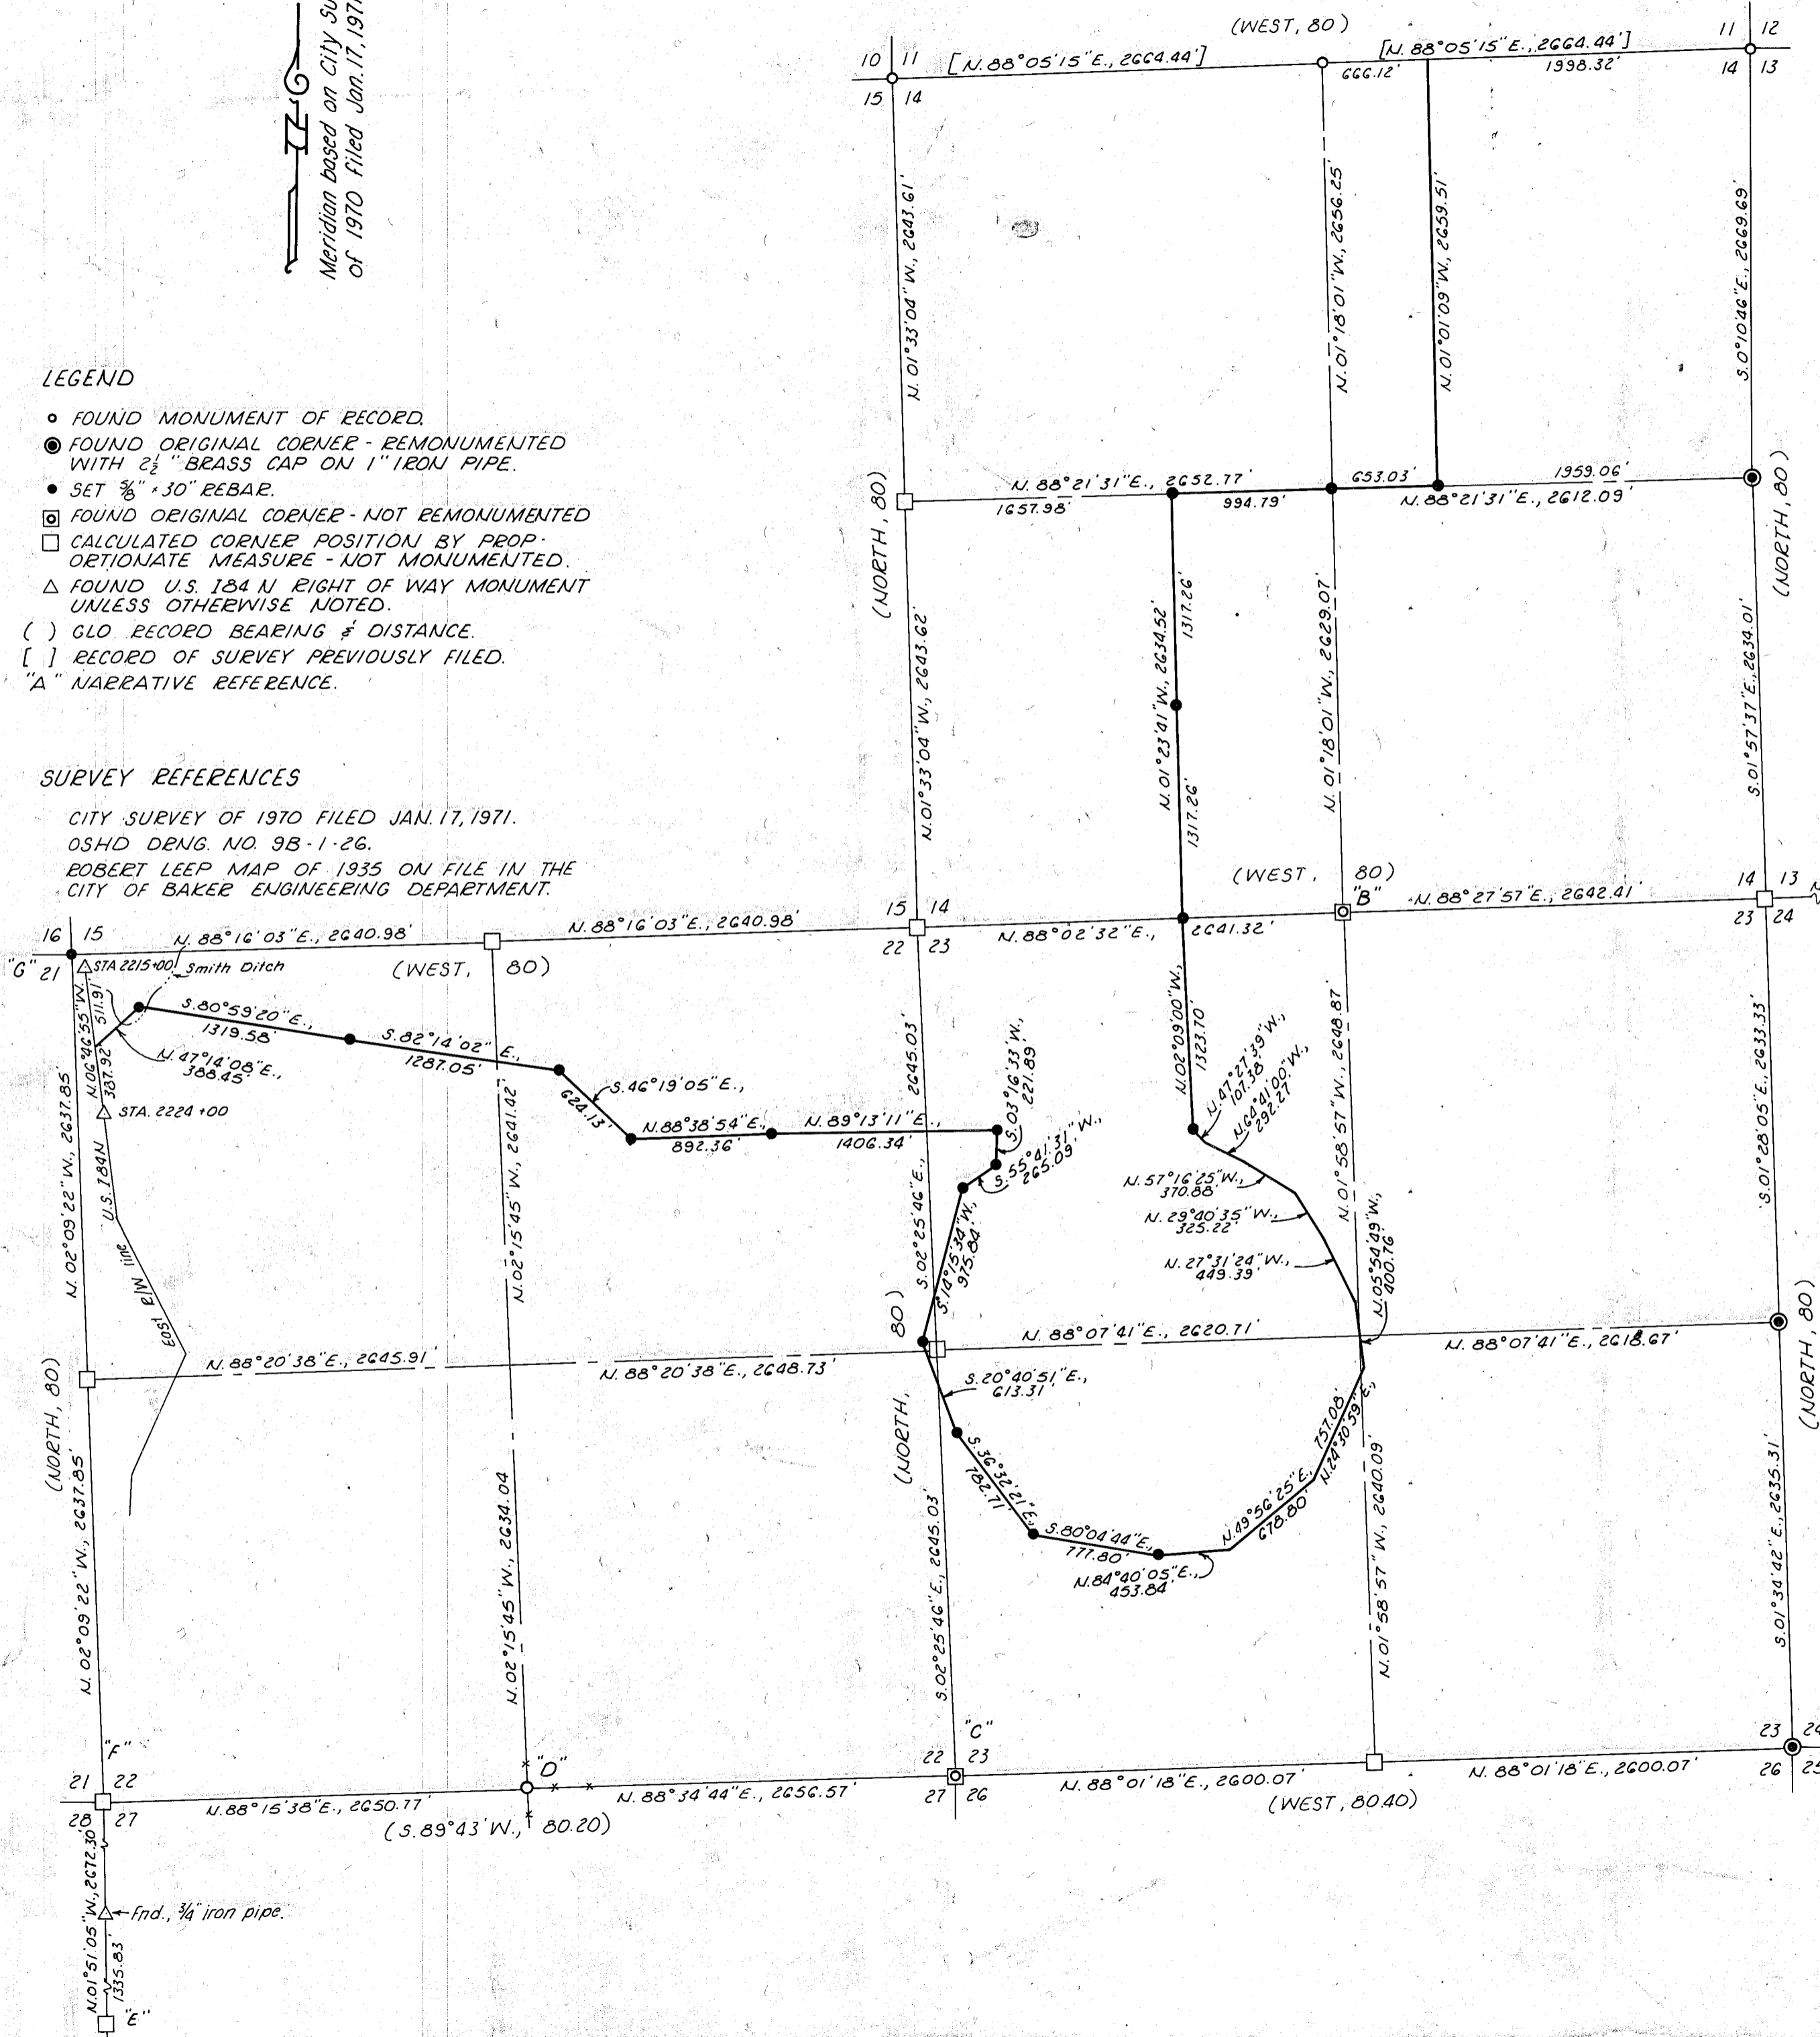 Meridian based on City Su
of 1970 filed Jan. 17, 197
(WEST, 80)
10 11
15 14
[N. 88°05'15"E., 2664.44']
[N. 88°05'15"E., 2664.44']
666.12'
1998.32'
11 12
14 13
N. 01°33'04" W., 2643.61'
N. 01°18'01"W., 2656.25'
N. 01°01'09"W., 2659.51'
S. 0°10'46"E., 2669.69'
LEGEND
FOUND MONUMENT OF RECORD.
FOUND ORIGINAL CORNER - REMONUMENTED
WITH 2½" BRASS CAP ON 1" IRON PIPE.
SET ⅝" × 30" REBAR.
FOUND ORIGINAL CORNER - NOT REMONUMENTED
CALCULATED CORNER POSITION BY PROP-
ORTIONATE MEASURE - NOT MONUMENTED.
FOUND U.S. I84 N RIGHT OF WAY MONUMENT
UNLESS OTHERWISE NOTED.
( ) GLO RECORD BEARING & DISTANCE.
[ ] RECORD OF SURVEY PREVIOUSLY FILED.
"A" NARRATIVE REFERENCE.
(NORTH, 80)
N. 88°21'31"E., 2652.77'
1657.98'
994.79'
653.03'
1959.06'
N. 88°21'31"E., 2612.09'
(NORTH, 80)
N. 01°33'04" W., 2643.62'
N. 01°23'41" W., 2634.52'
1317.26'
1317.26'
N. 01°18'01" W., 2629.07'
S. 01°57'37"E., 2634.01'
SURVEY REFERENCES
CITY SURVEY OF 1970 FILED JAN. 17, 1971.
OSHD DRNG. NO. 9B-1-26.
ROBERT LEEP MAP OF 1935 ON FILE IN THE
CITY OF BAKER ENGINEERING DEPARTMENT.
16 15
"G" 21
N. 88°16'03"E., 2640.98'
N. 88°16'03"E., 2640.98'
(WEST, 80)
15 14
22 23
N. 88°02'32"E., 2641.32'
(WEST, 80)
"B"
N. 88°27'57"E., 2642.41'
14 13
23 24
STA 2215+00
Smith Ditch
N. 06°46'55"W.
511.91
387.92'
N. 47°14'08"E.,
388.45'
S. 80°59'20"E.,
1319.58'
S. 82°14'02" E.,
1287.05'
S. 46°19'05"E.,
624.13'
N. 88°38'54"E.,
892.36'
N. 89°13'11"E.,
1406.34'
S. 03°16'33"W.,
221.89'
S. 55°41'31"W.,
265.09'
S. 14°15'34"W.,
975.84'
STA. 2224+00
U.S. I84N
East R/W line
N. 02°09'22" W., 2637.85'
N. 02°15'45" W., 2641.42'
S. 02°25'46"E., 2645.03'
N. 02°09'00"W.,
1323.70'
N. 47°27'39"W.,
107.38'
N. 64°41'00"W.,
292.27'
N. 57°16'25"W.,
370.88'
N. 29°40'35"W.,
325.22'
N. 27°31'24"W.,
449.39'
N. 05°54'49"W.,
400.76
N. 01°58'57" W., 2648.87'
S. 01°28'05"E., 2633.33'
(NORTH, 80)
N. 88°20'38"E., 2645.91'
N. 88°20'38"E., 2648.73'
(NORTH, 80)
N. 88°07'41"E., 2620.71'
N. 88°07'41"E., 2618.67'
(NORTH, 80)
S. 20°40'51"E.,
613.31'
S. 36°32'21"E.,
782.71'
S. 80°04'44"E.,
777.80'
N. 84°40'05"E.,
453.84'
N. 49°56'25"E.,
678.80'
757.08'
N. 24°30'59"E.,
N. 02°09'22" W., 2637.85'
N. 02°15'45" W., 2634.04
S. 02°25'46"E., 2645.03'
N. 01°58'57" W., 2640.09'
S. 01°34'42"E., 2635.31'
"F"
21 22
28 27
N. 88°15'38"E., 2650.77'
"D"
N. 88°34'44"E., 2656.57'
(S. 89°43' W., 80.20)
"C"
22 23
27 26
N. 88°01'18"E., 2600.07'
N. 88°01'18"E., 2600.07'
(WEST, 80.40)
23 24
26 25
N. 01°51'05" W., 2672.30'
Fnd., ¾" iron pipe.
1335.83
"E"